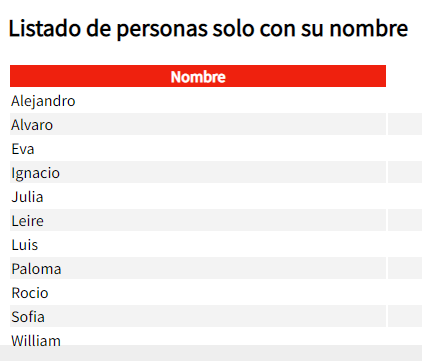 Listado de personas solo con su nombre
Nombre
Alejandro
Alvaro
Eva
Ignacio
Julia
Leire
Luis
Paloma
Rocio
Sofia
William